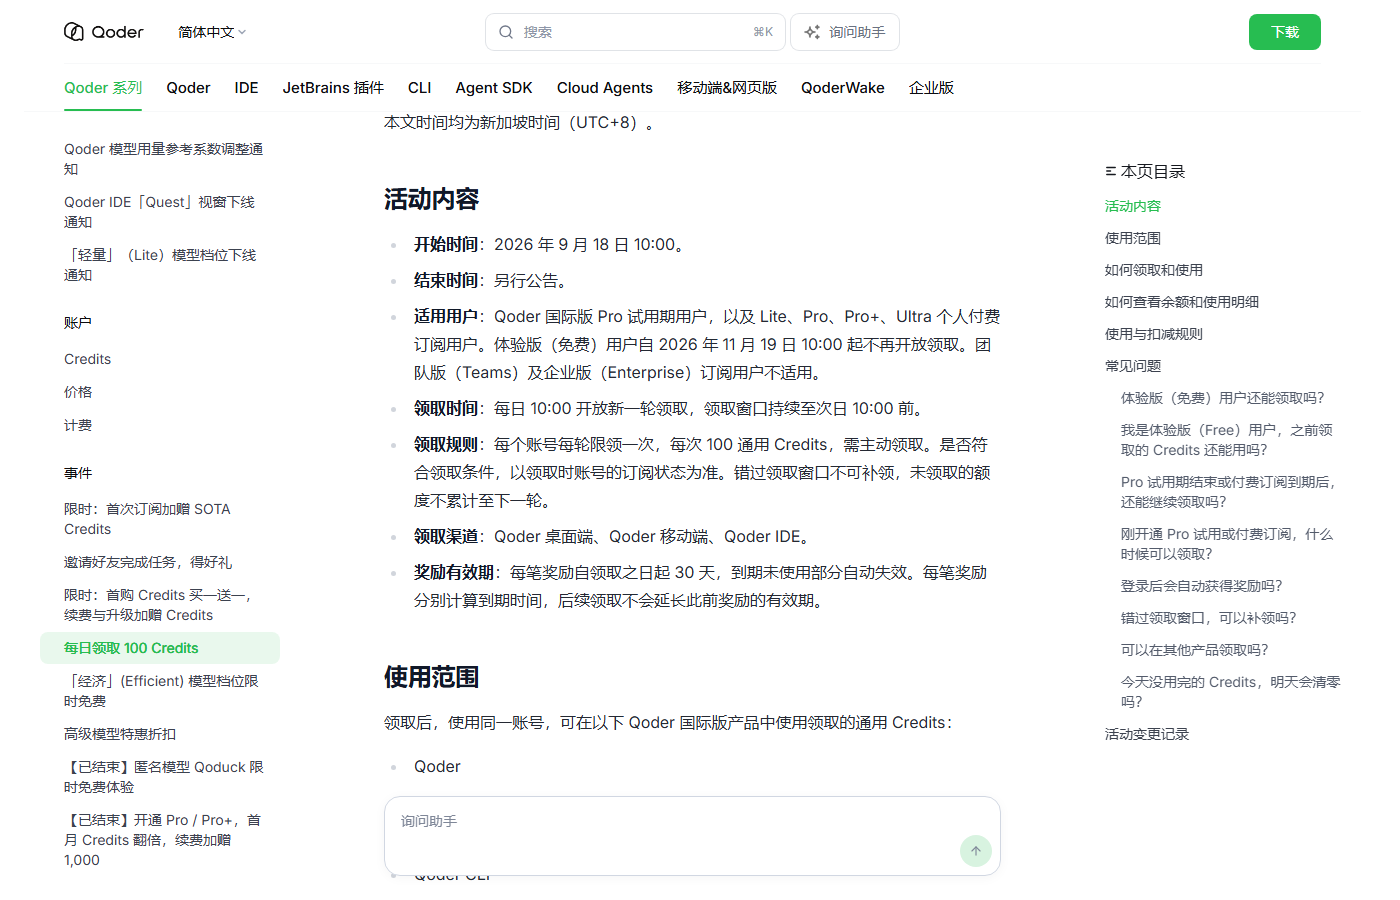 Qoder
简体中文
搜索
⌘K
询问助手
下载
Qoder 系列
Qoder
IDE
JetBrains 插件
CLI
Agent SDK
Cloud Agents
移动端&网页版
QoderWake
企业版
Qoder 模型用量参考系数调整通
知
Qoder IDE「Quest」视窗下线
通知
「轻量」（Lite）模型档位下线
通知
账户
Credits
价格
计费
事件
限时：首次订阅加赠 SOTA
Credits
邀请好友完成任务，得好礼
限时：首购 Credits 买一送一，
续费与升级加赠 Credits
每日领取 100 Credits
「经济」(Efficient) 模型档位限
时免费
高级模型特惠折扣
【已结束】匿名模型 Qoduck 限
时免费体验
【已结束】开通 Pro / Pro+，首
月 Credits 翻倍，续费加赠
1,000
本文时间均为新加坡时间（UTC+8）。
活动内容
开始时间：2026 年 9 月 18 日 10:00。
结束时间：另行公告。
适用用户：Qoder 国际版 Pro 试用期用户，以及 Lite、Pro、Pro+、Ultra 个人付费
订阅用户。体验版（免费）用户自 2026 年 11 月 19 日 10:00 起不再开放领取。团
队版（Teams）及企业版（Enterprise）订阅用户不适用。
领取时间：每日 10:00 开放新一轮领取，领取窗口持续至次日 10:00 前。
领取规则：每个账号每轮限领一次，每次 100 通用 Credits，需主动领取。是否符
合领取条件，以领取时账号的订阅状态为准。错过领取窗口不可补领，未领取的额
度不累计至下一轮。
领取渠道：Qoder 桌面端、Qoder 移动端、Qoder IDE。
奖励有效期：每笔奖励自领取之日起 30 天，到期未使用部分自动失效。每笔奖励
分别计算到期时间，后续领取不会延长此前奖励的有效期。
使用范围
领取后，使用同一账号，可在以下 Qoder 国际版产品中使用领取的通用 Credits：
Qoder
询问助手
Qoder CLI
本页目录
活动内容
使用范围
如何领取和使用
如何查看余额和使用明细
使用与扣减规则
常见问题
体验版（免费）用户还能领取吗？
我是体验版（Free）用户，之前领
取的 Credits 还能用吗？
Pro 试用期结束或付费订阅到期后，
还能继续领取吗？
刚开通 Pro 试用或付费订阅，什么
时候可以领取？
登录后会自动获得奖励吗？
错过领取窗口，可以补领吗？
可以在其他产品领取吗？
今天没用完的 Credits，明天会清零
吗？
活动变更记录